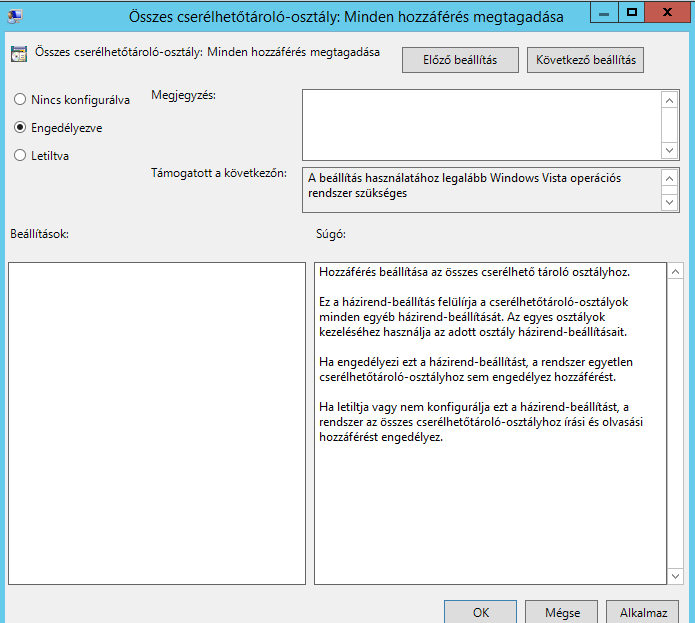 Összes cserélhetőtároló-osztály: Minden hozzáférés megtagadása
Összes cserélhetőtároló-osztály: Minden hozzáférés megtagadása
Előző beállítás
Következő beállítás
Nincs konfigurálva
Engedélyezve
Letiltva
Megjegyzés:
Támogatott a következőn:
A beállítás használatához legalább Windows Vista operációs
rendszer szükséges
Beállítások:
Súgó:
Hozzáférés beállítása az összes cserélhető tároló osztályhoz.
Ez a házirend-beállítás felülírja a cserélhetőtároló-osztályok
minden egyéb házirend-beállítását. Az egyes osztályok
kezeléséhez használja az adott osztály házirend-beállításait.
Ha engedélyezi ezt a házirend-beállítást, a rendszer egyetlen
cserélhetőtároló-osztályhoz sem engedélyez hozzáférést.
Ha letiltja vagy nem konfigurálja ezt a házirend-beállítást, a
rendszer az összes cserélhetőtároló-osztályhoz írási és olvasási
hozzáférést engedélyez.
OK
Mégse
Alkalmaz